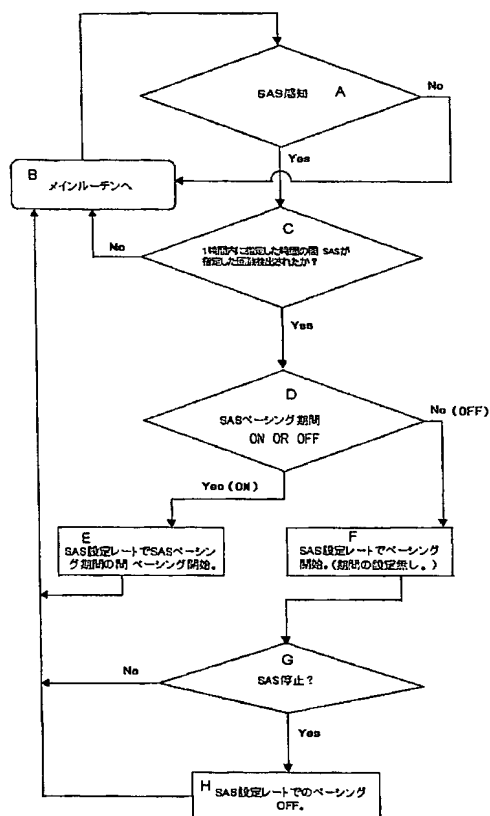 SAS感知 A
No
Yes
B
メインルーチンへ
C
1時間内に指定した時間の間 SASが
指定した回数検出されたか?
No
Yes
D
SASペーシング期間
ON OR OFF
No (OFF)
Yes (ON)
E
SAS設定レートでSASペーシン
グ期間の間 ペーシング開始。
F
SAS設定レートでペーシング
開始。(期間の設定無し。)
G
SAS停止?
No
Yes
H SAS設定レートでのペーシング
OFF。